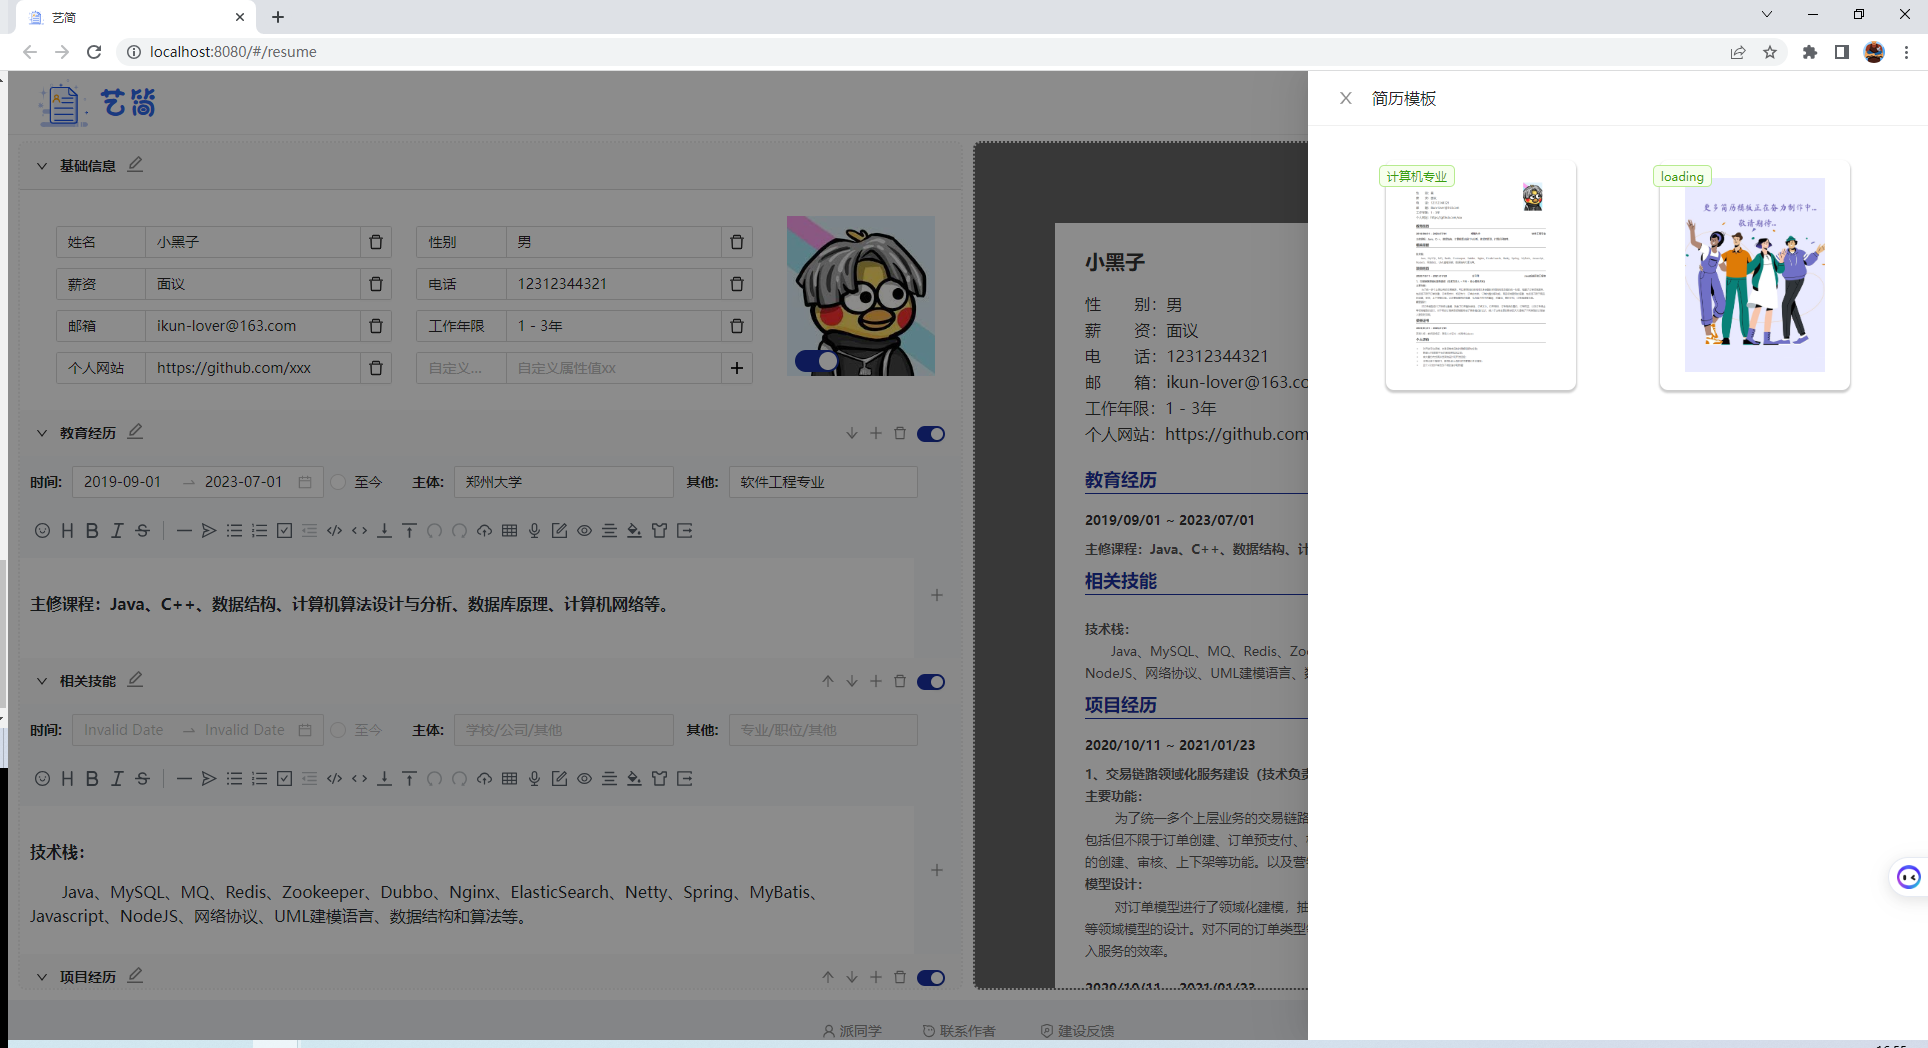 艺简
localhost:8080/#/resume
艺简
基础信息
姓名 小黑子 性别 男
薪资 面议 电话 12312344321
邮箱 ikun-lover@163.com 工作年限 1 - 3年
个人网站 https://github.com/xxx 自定义... 自定义属性值xx
教育经历
时间: 2019-09-01 → 2023-07-01 至今 主体: 郑州大学 其他: 软件工程专业
主修课程：Java、C++、数据结构、计算机算法设计与分析、数据库原理、计算机网络等。
相关技能
时间: Invalid Date → Invalid Date 至今 主体: 学校/公司/其他 其他: 专业/职位/其他
技术栈：
Java、MySQL、MQ、Redis、Zookeeper、Dubbo、Nginx、ElasticSearch、Netty、Spring、MyBatis、
Javascript、NodeJS、网络协议、UML建模语言、数据结构和算法等。
项目经历
小黑子
性 别：男
薪 资：面议
电 话：12312344321
邮 箱：ikun-lover@163.co
工作年限：1 - 3年
个人网站：https://github.com
教育经历
2019/09/01 ~ 2023/07/01
主修课程：Java、C++、数据结构、计
相关技能
技术栈：
Java、MySQL、MQ、Redis、Zoo
NodeJS、网络协议、UML建模语言、
项目经历
2020/10/11 ~ 2021/01/23
1、交易链路领域化服务建设（技术负责
主要功能：
为了统一多个上层业务的交易链路
包括但不限于订单创建、订单预支付、
的创建、审核、上下架等功能。以及营
模型设计：
对订单模型进行了领域化建模，抽
等领域模型的设计。对不同的订单类型
入服务的效率。
2020/10/11 ~ 2021/01/23
简历模板
计算机专业
loading
更多简历模板正在奋力制作中...
敬请期待...
派同学 联系作者 建设反馈